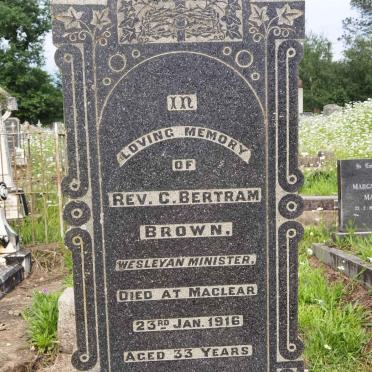 IN
LOVING MEMORY
OF
REV. C. BERTRAM
BROWN.
WESLEYAN MINISTER.
DIED AT MACLEAR
23RD JAN. 1916
AGED 33 YEARS